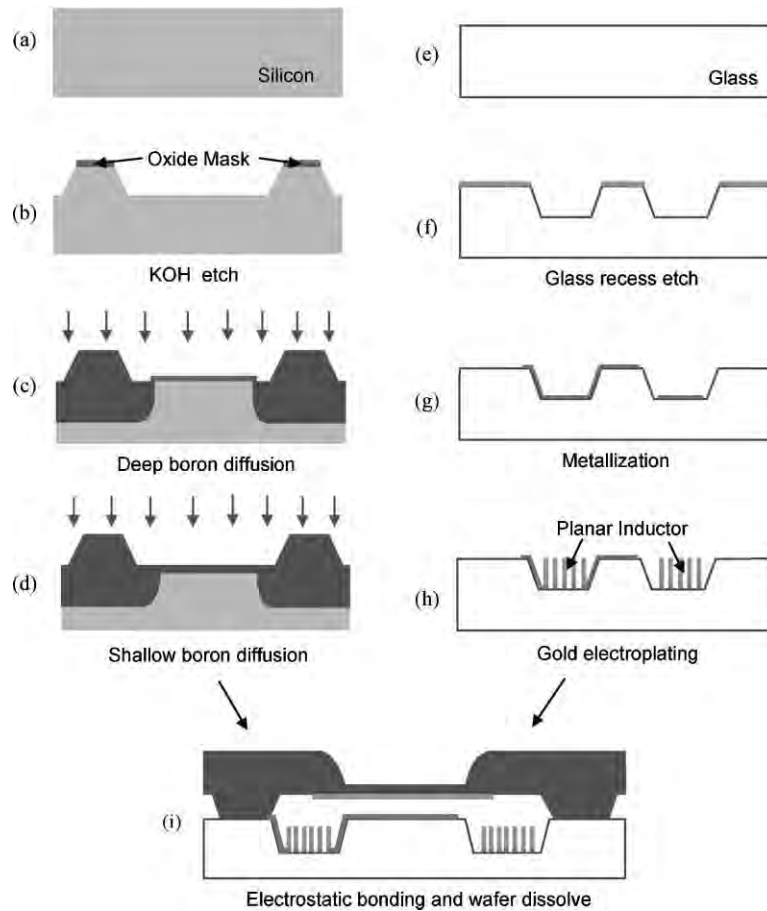 (a)
Silicon
Oxide Mask
(b)
KOH etch
(c)
Deep boron diffusion
(d)
Shallow boron diffusion
(e)
Glass
(f)
Glass recess etch
(g)
Metallization
Planar Inductor
(h)
Gold electroplating
(i)
Electrostatic bonding and wafer dissolve